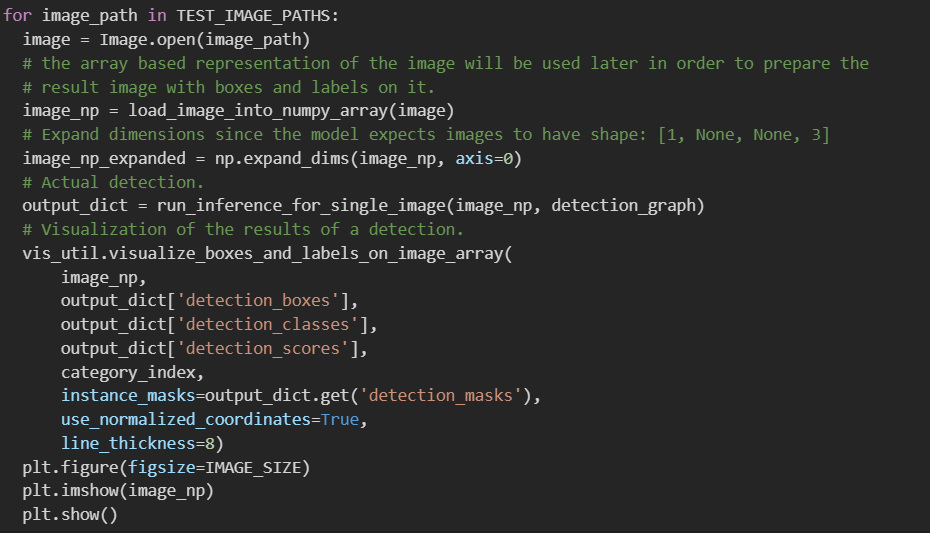 for image_path in TEST_IMAGE_PATHS:
  image = Image.open(image_path)
  # the array based representation of the image will be used later in order to prepare the
  # result image with boxes and labels on it.
  image_np = load_image_into_numpy_array(image)
  # Expand dimensions since the model expects images to have shape: [1, None, None, 3]
  image_np_expanded = np.expand_dims(image_np, axis=0)
  # Actual detection.
  output_dict = run_inference_for_single_image(image_np, detection_graph)
  # Visualization of the results of a detection.
  vis_util.visualize_boxes_and_labels_on_image_array(
      image_np,
      output_dict['detection_boxes'],
      output_dict['detection_classes'],
      output_dict['detection_scores'],
      category_index,
      instance_masks=output_dict.get('detection_masks'),
      use_normalized_coordinates=True,
      line_thickness=8)
  plt.figure(figsize=IMAGE_SIZE)
  plt.imshow(image_np)
  plt.show()